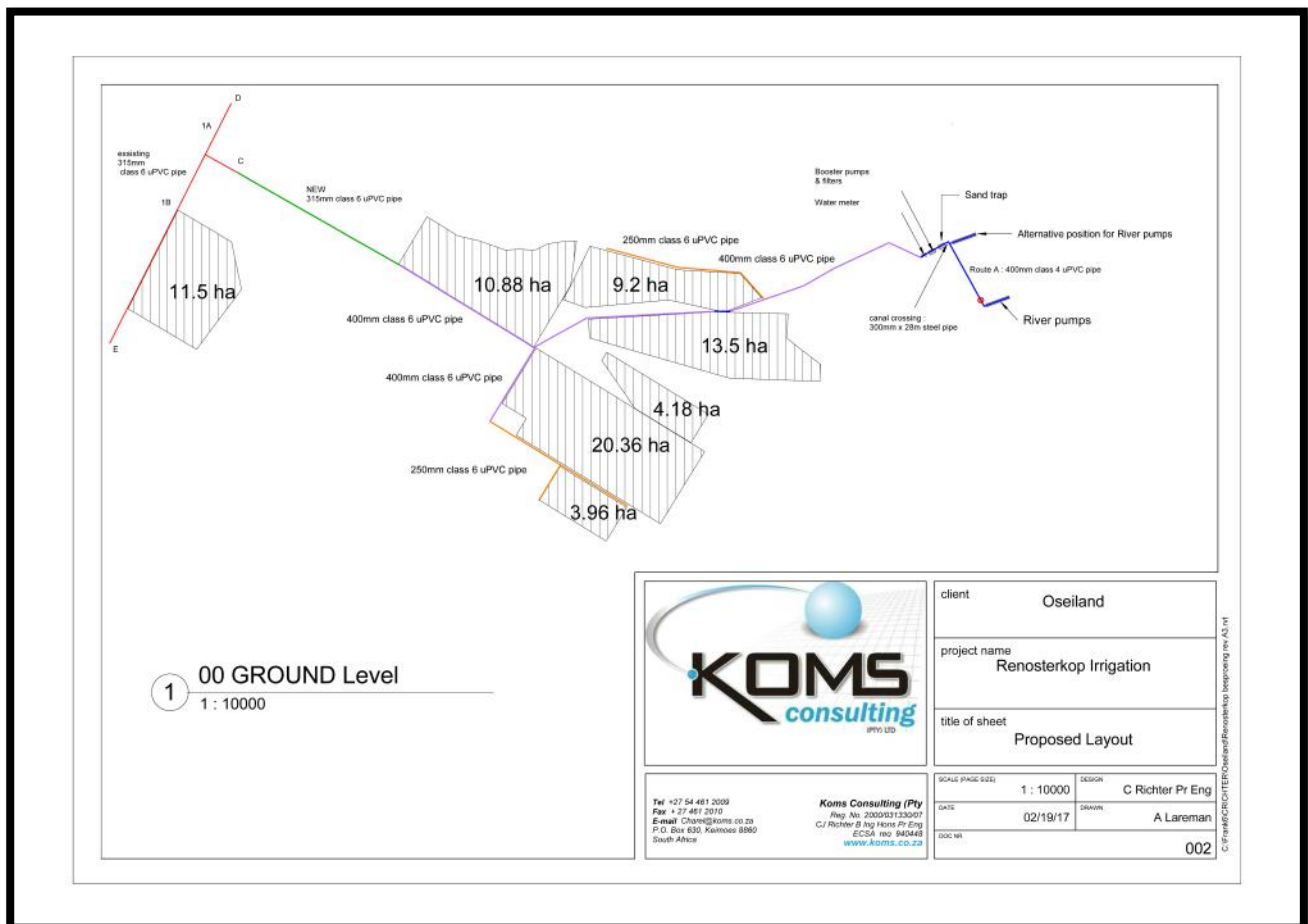 D
1A
exsisting
315mm
class 6 uPVC pipe
C
1B
NEW
315mm class 6 uPVC pipe
11.5 ha
E
10.88 ha
250mm class 6 uPVC pipe
400mm class 6 uPVC pipe
9.2 ha
Booster pumps
& filters
Water meter
Sand trap
Alternative position for River pumps
Route A : 400mm class 4 uPVC pipe
canal crossing :
300mm x 28m steel pipe
River pumps
400mm class 6 uPVC pipe
13.5 ha
400mm class 6 uPVC pipe
4.18 ha
20.36 ha
250mm class 6 uPVC pipe
3.96 ha
1
00 GROUND Level
1 : 10000
KOMS
consulting
(PTY) LTD
client
Oseiland
project name
Renosterkop Irrigation
title of sheet
Proposed Layout
Tel +27 54 461 2009
Fax + 27 461 2010
E-mail Charel@koms.co.za
P.O. Box 630, Keimoes 8860
South Africa
Koms Consulting (Pty
Reg. No. 2000/031330/07
CJ Richter B Ing Hons Pr Eng
ECSA reg 940448
www.koms.co.za
SCALE (PAGE SIZE)
1 : 10000
DESIGN
C Richter Pr Eng
DATE
02/19/17
DRAWN
A Lareman
DOC NR
002